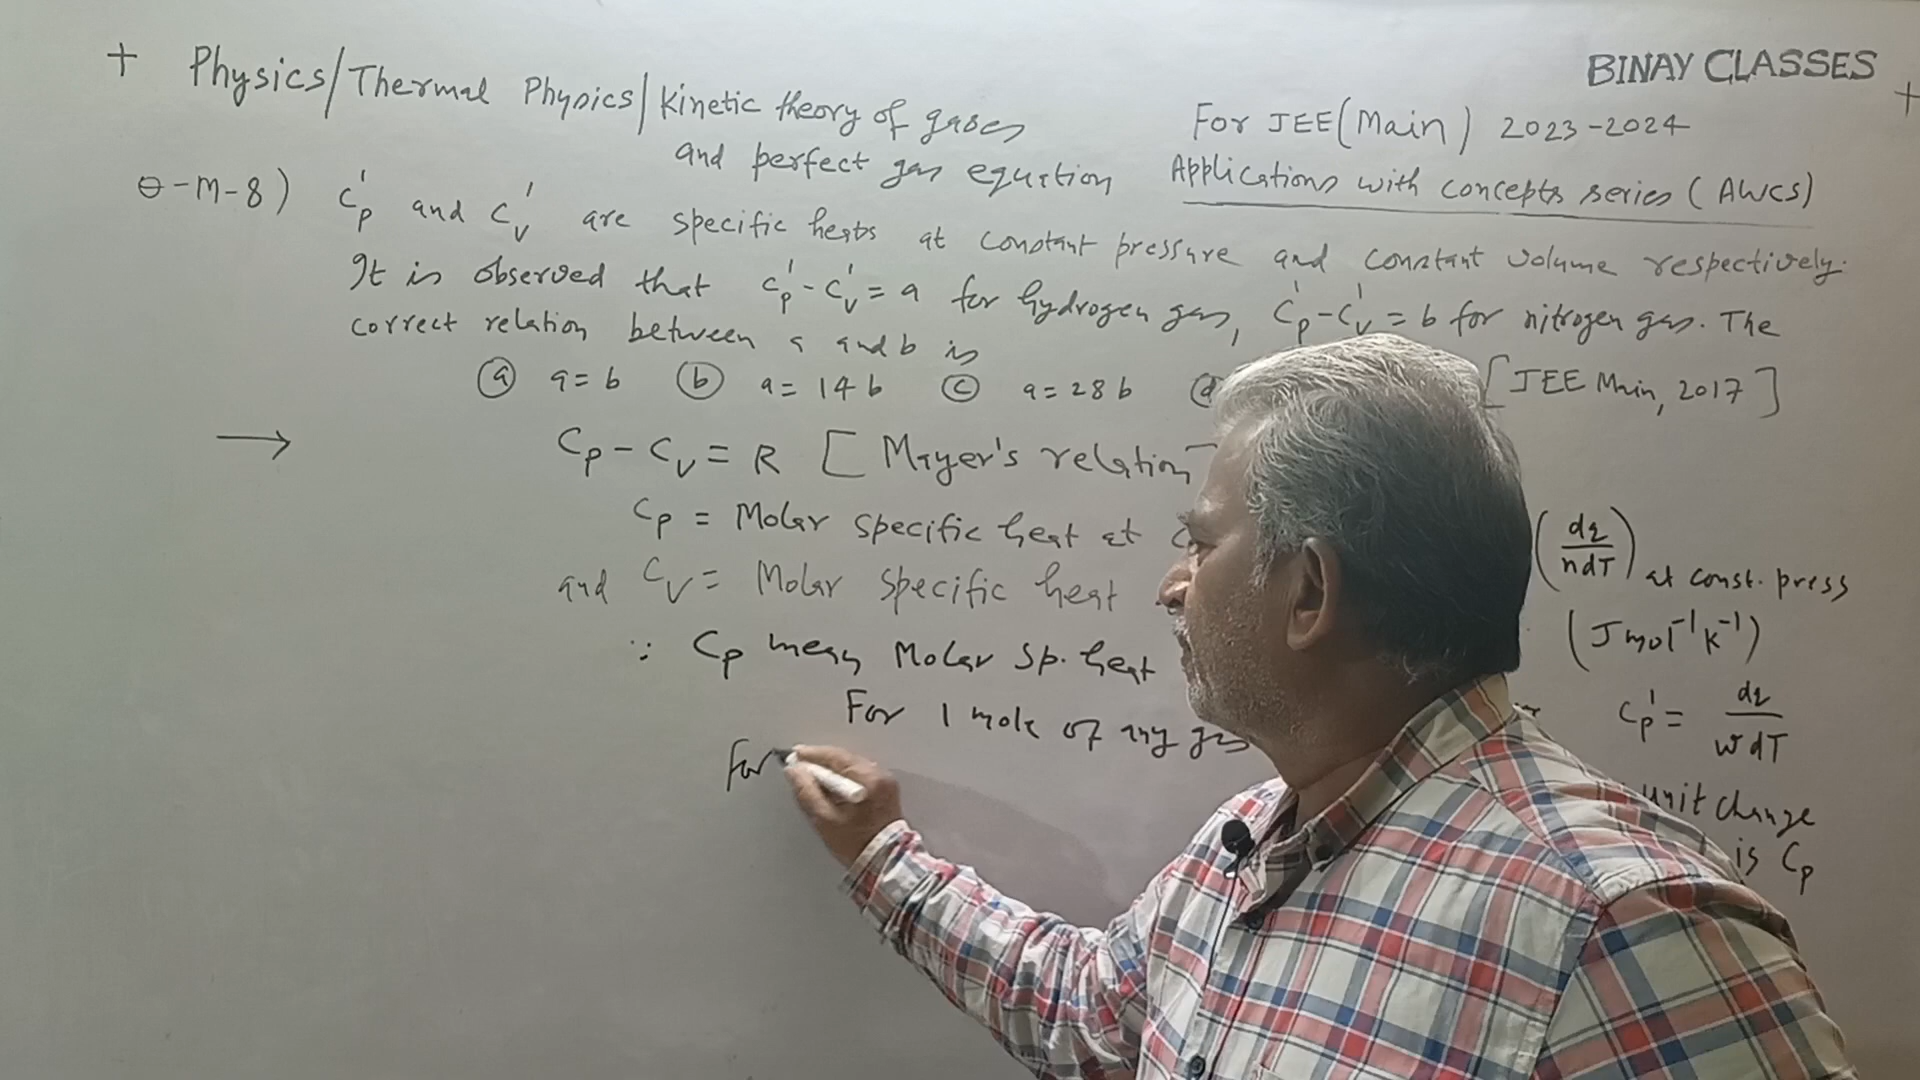 + Physics/Thermal Physics/Kinetic theory of gases
and perfect gas equation
BINAY CLASSES
+
For JEE(Main) 2023-2024
Applications with concepts series (AWCS)
θ-M-8) C'p and C'v are specific heats at constant pressure and constant volume respectively.
It is observed that C'p - C'v = a for hydrogen gas, C'p - C'v = b for nitrogen gas. The
correct relation between a and b is
(a) a = b (b) a = 14 b (c) a = 28 b (d [JEE Main, 2017]
→ Cp - Cv = R [Mayer's relation]
Cp = Molar specific heat at (dq/ndT) at const. press
and Cv = Molar specific heat (J mol⁻¹ K⁻¹)
∵ Cp mean Molar Sp. heat C'p = dq/wdT
For 1 mole of any gas unit change
is Cp
For